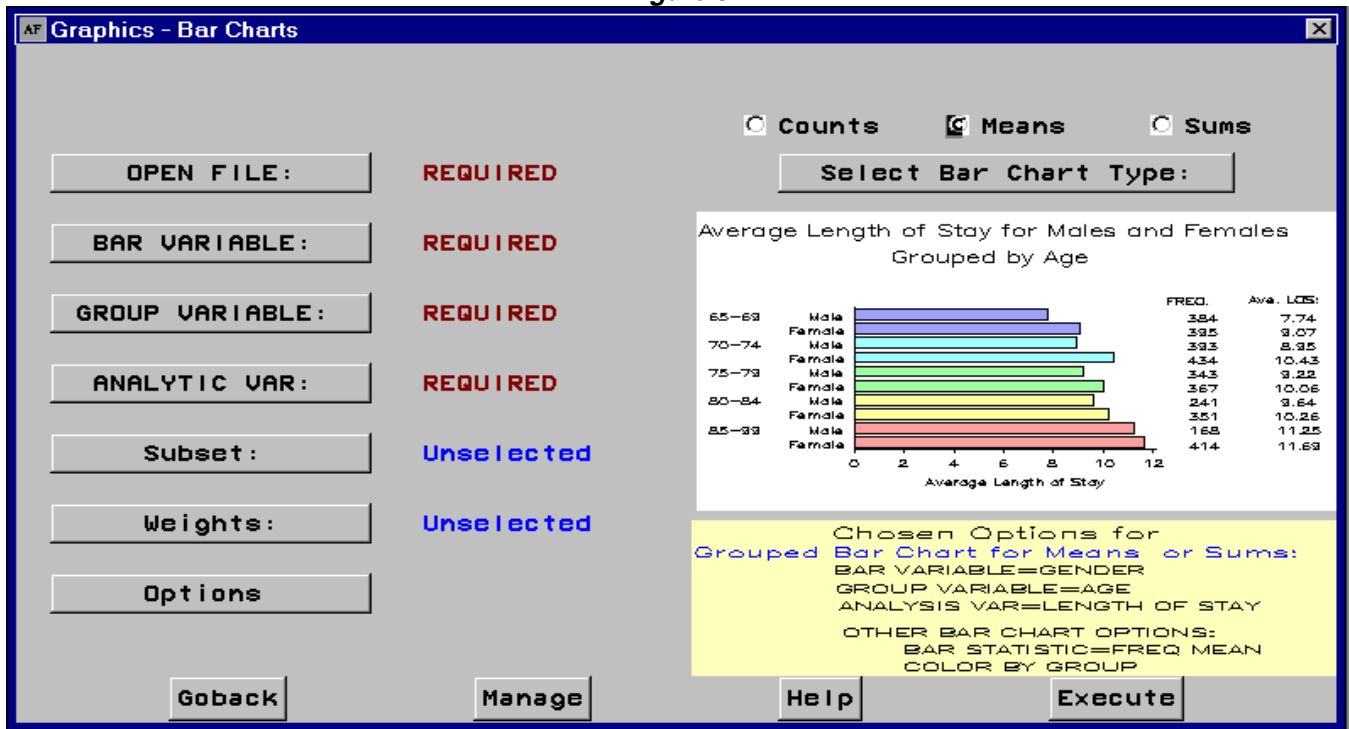 AF Graphics - Bar Charts
Counts Means Sums
OPEN FILE: REQUIRED
Select Bar Chart Type:
BAR VARIABLE: REQUIRED
GROUP VARIABLE: REQUIRED
ANALYTIC VAR: REQUIRED
Subset: Unselected
Weights: Unselected
Options
Average Length of Stay for Males and Females
Grouped by Age
FREQ. Ave. LOS:
65-69 Male 384 7.74
Female 395 9.07
70-74 Male 393 8.95
Female 434 10.43
75-79 Male 343 9.22
Female 367 10.06
80-84 Male 241 9.64
Female 351 10.26
85-99 Male 168 11.25
Female 414 11.69
0 2 4 6 8 10 12
Average Length of Stay
Chosen Options for
Grouped Bar Chart for Means or Sums:
BAR VARIABLE=GENDER
GROUP VARIABLE=AGE
ANALYSIS VAR=LENGTH OF STAY
OTHER BAR CHART OPTIONS:
BAR STATISTIC=FREQ MEAN
COLOR BY GROUP
Goback Manage Help Execute